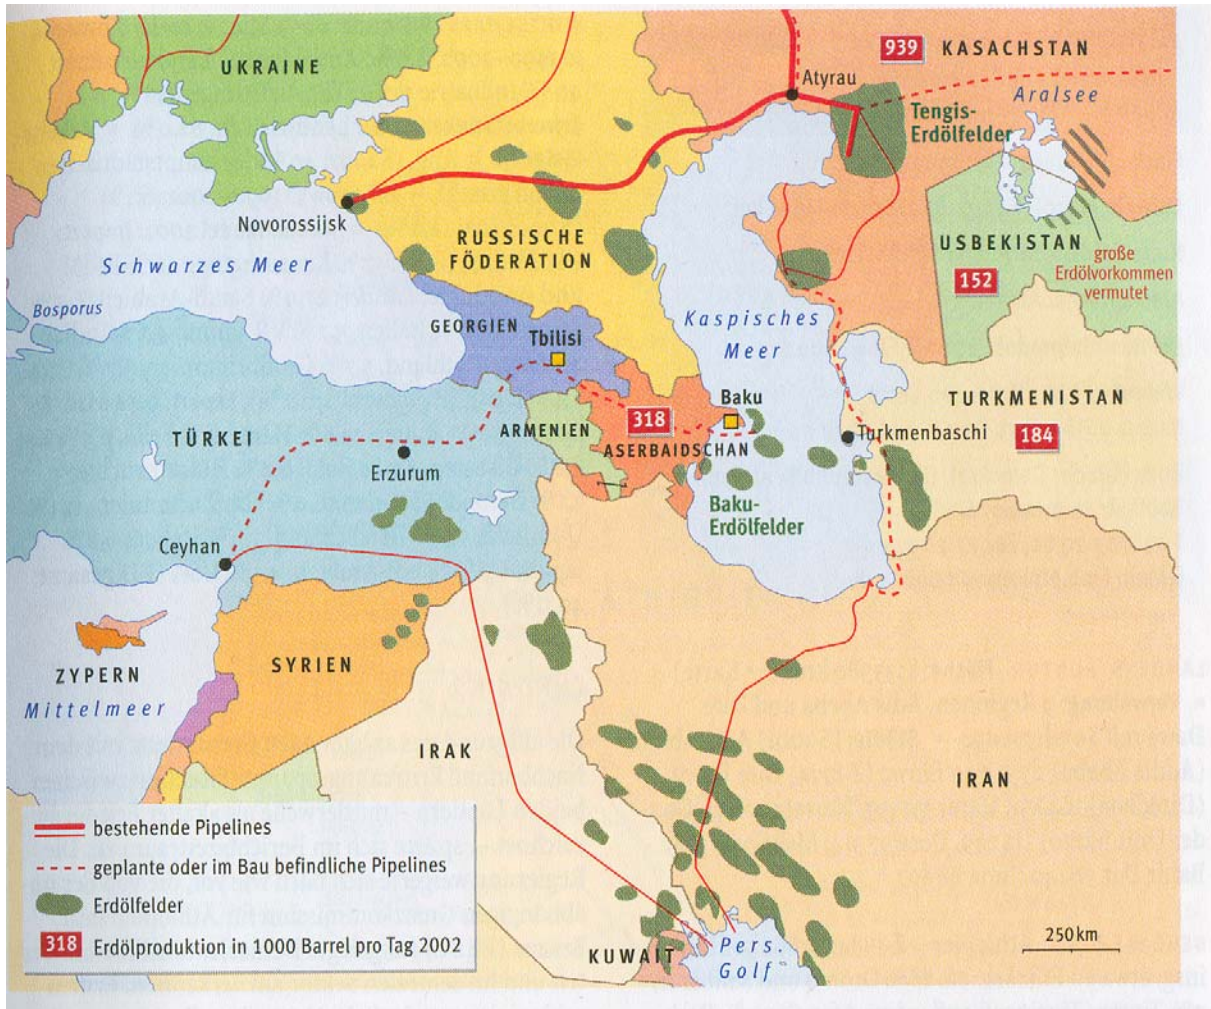 UKRAINE
939
KASACHSTAN
Atyrau
Aralsee
Tengis-
Erdölfelder
Novorossijsk
RUSSISCHE
FÖDERATION
USBEKISTAN
große
Erdölvorkommen
vermutet
152
Schwarzes Meer
Bosporus
GEORGIEN
Tbilisi
Kaspisches
Meer
TURKMENISTAN
Baku
318
TÜRKEI
ARMENIEN
ASERBAIDSCHAN
Turkmenbaschi
184
Erzurum
Baku-
Erdölfelder
Ceyhan
ZYPERN
SYRIEN
Mittelmeer
IRAK
IRAN
bestehende Pipelines
geplante oder im Bau befindliche Pipelines
Erdölfelder
318 Erdölproduktion in 1000 Barrel pro Tag 2002
KUWAIT
Pers.
Golf
250 km